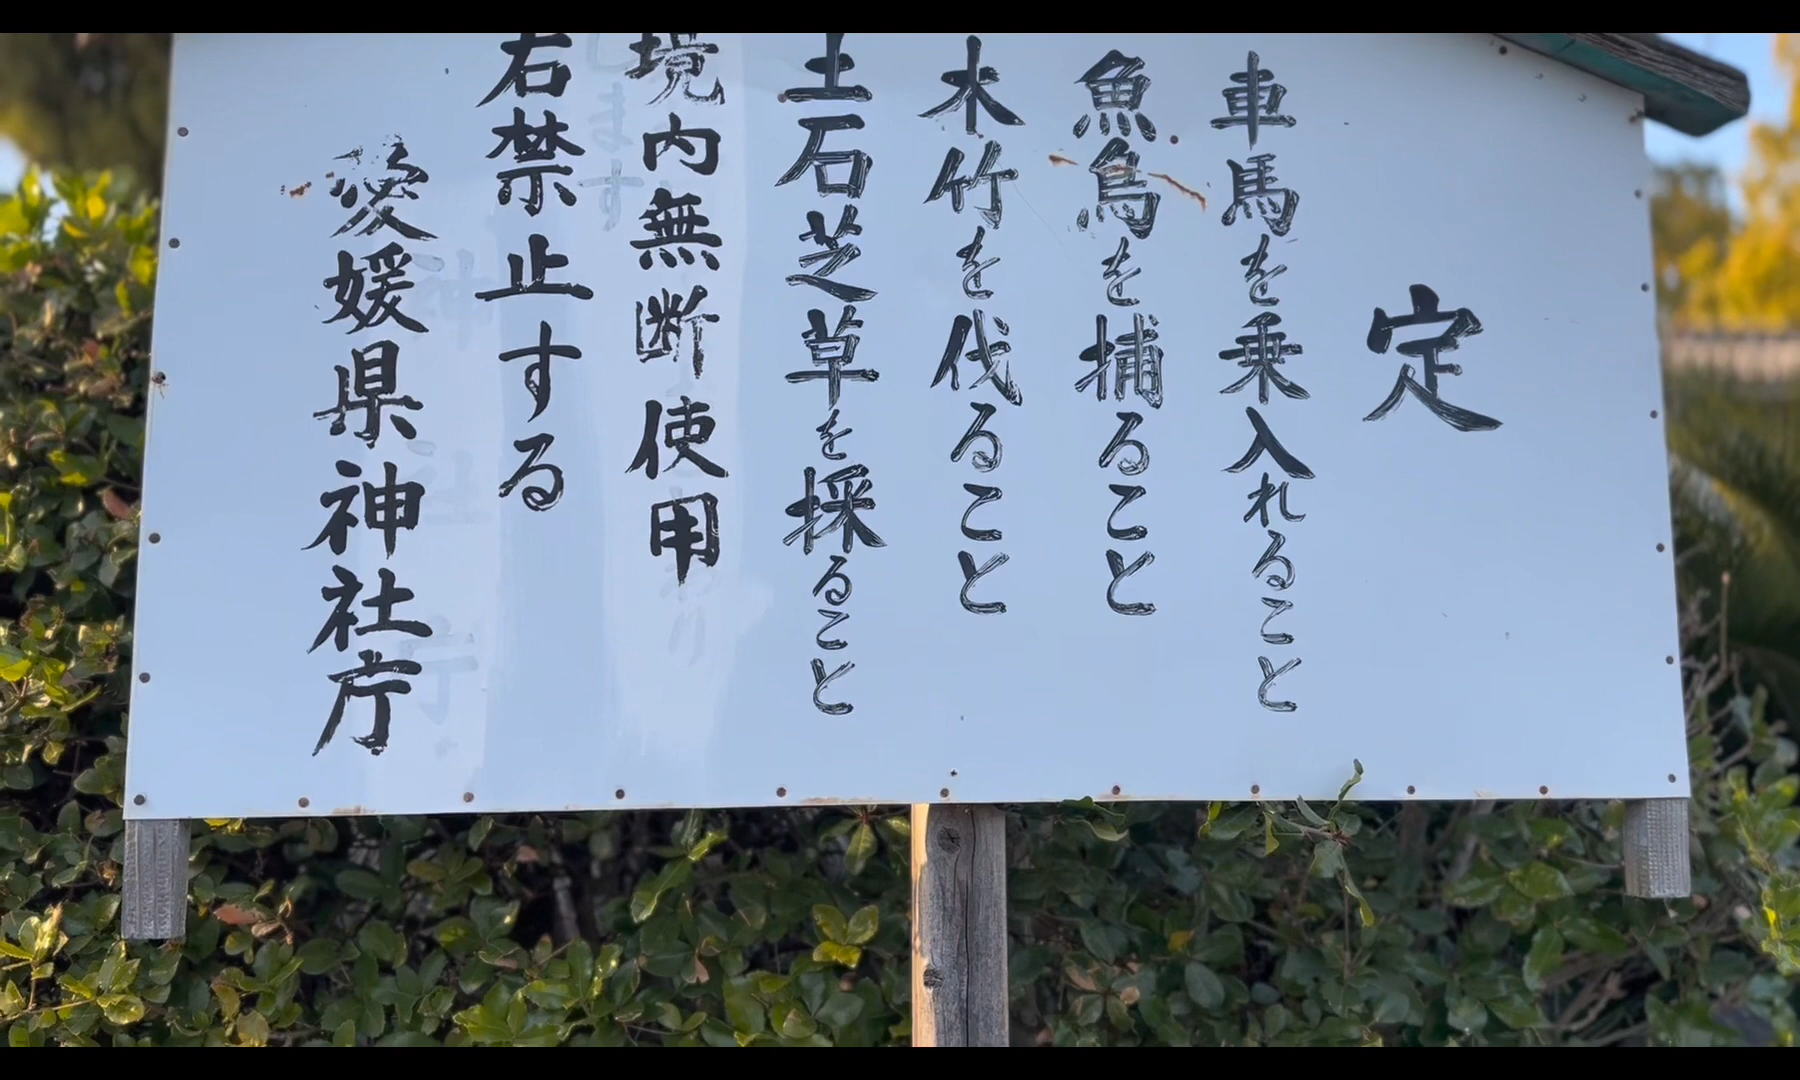 定
車馬を乗入れること
魚鳥を捕ること
木竹を伐ること
土石芝草を採ること
境内無断使用
右禁止する
愛媛県神社庁